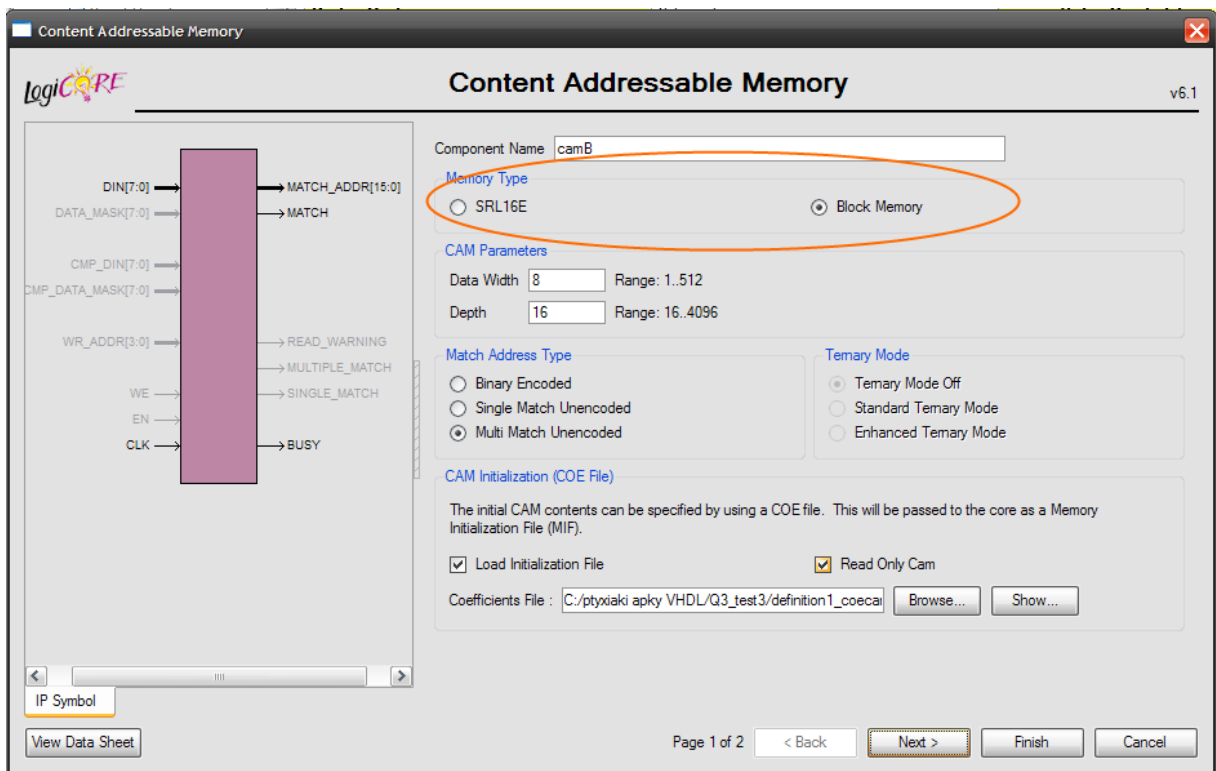 Content Addressable Memory
LogiCORE
Content Addressable Memory
v6.1
DIN[7:0]
DATA_MASK[7:0]
CMP_DIN[7:0]
CMP_DATA_MASK[7:0]
WR_ADDR[3:0]
WE
EN
CLK
MATCH_ADDR[15:0]
MATCH
READ_WARNING
MULTIPLE_MATCH
SINGLE_MATCH
BUSY
IP Symbol
View Data Sheet
Component Name camB
Memory Type
SRL16E Block Memory
CAM Parameters
Data Width 8 Range: 1..512
Depth 16 Range: 16..4096
Match Address Type
Binary Encoded
Single Match Unencoded
Multi Match Unencoded
Ternary Mode
Ternary Mode Off
Standard Ternary Mode
Enhanced Ternary Mode
CAM Initialization (COE File)
The initial CAM contents can be specified by using a COE file. This will be passed to the core as a Memory
Initialization File (MIF).
Load Initialization File Read Only Cam
Coefficients File : C:/ptyxiaki apky VHDL/Q3_test3/definition1_coecar Browse... Show...
Page 1 of 2 < Back Next > Finish Cancel